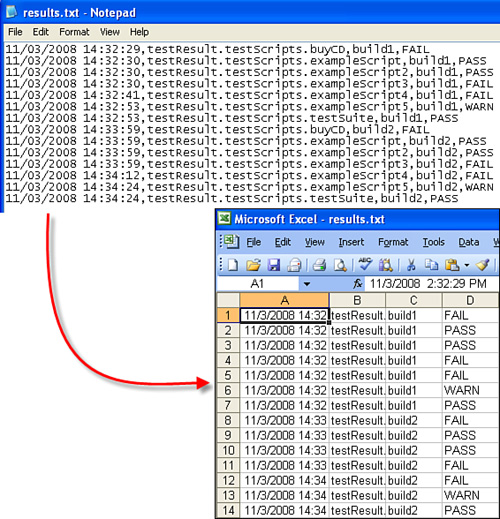 results.txt - Notepad
File Edit Format View Help
11/03/2008 14:32:29,testResult.testScripts.buyCD,build1,FAIL
11/03/2008 14:32:30,testResult.testScripts.exampleScript,build1,PASS
11/03/2008 14:32:30,testResult.testScripts.exampleScript2,build1,PASS
11/03/2008 14:32:30,testResult.testScripts.exampleScript3,build1,FAIL
11/03/2008 14:32:41,testResult.testScripts.exampleScript4,build1,FAIL
11/03/2008 14:32:53,testResult.testScripts.exampleScript5,build1,WARN
11/03/2008 14:32:53,testResult.testScripts.testSuite,build1,PASS
11/03/2008 14:33:59,testResult.testScripts.buyCD,build2,FAIL
11/03/2008 14:33:59,testResult.testScripts.exampleScript,build2,PASS
11/03/2008 14:33:59,testResult.testScripts.exampleScript2,build2,PASS
11/03/2008 14:33:59,testResult.testScripts.exampleScript3,build2,FAIL
11/03/2008 14:34:12,testResult.testScripts.exampleScript4,build2,FAIL
11/03/2008 14:34:24,testResult.testScripts.exampleScript5,build2,WARN
11/03/2008 14:34:24,testResult.testScripts.testSuite,build2,PASS
Microsoft Excel - results.txt
File Edit View Insert Format Tools Data W
A1 fx 11/3/2008 2:32:29 PM
A B C D
1 11/3/2008 14:32 testResult. build1 FAIL
2 11/3/2008 14:32 testResult. build1 PASS
3 11/3/2008 14:32 testResult. build1 PASS
4 11/3/2008 14:32 testResult. build1 FAIL
5 11/3/2008 14:32 testResult. build1 FAIL
6 11/3/2008 14:32 testResult. build1 WARN
7 11/3/2008 14:32 testResult. build1 PASS
8 11/3/2008 14:33 testResult. build2 FAIL
9 11/3/2008 14:33 testResult. build2 PASS
10 11/3/2008 14:33 testResult. build2 PASS
11 11/3/2008 14:33 testResult. build2 FAIL
12 11/3/2008 14:34 testResult. build2 FAIL
13 11/3/2008 14:34 testResult. build2 WARN
14 11/3/2008 14:34 testResult. build2 PASS